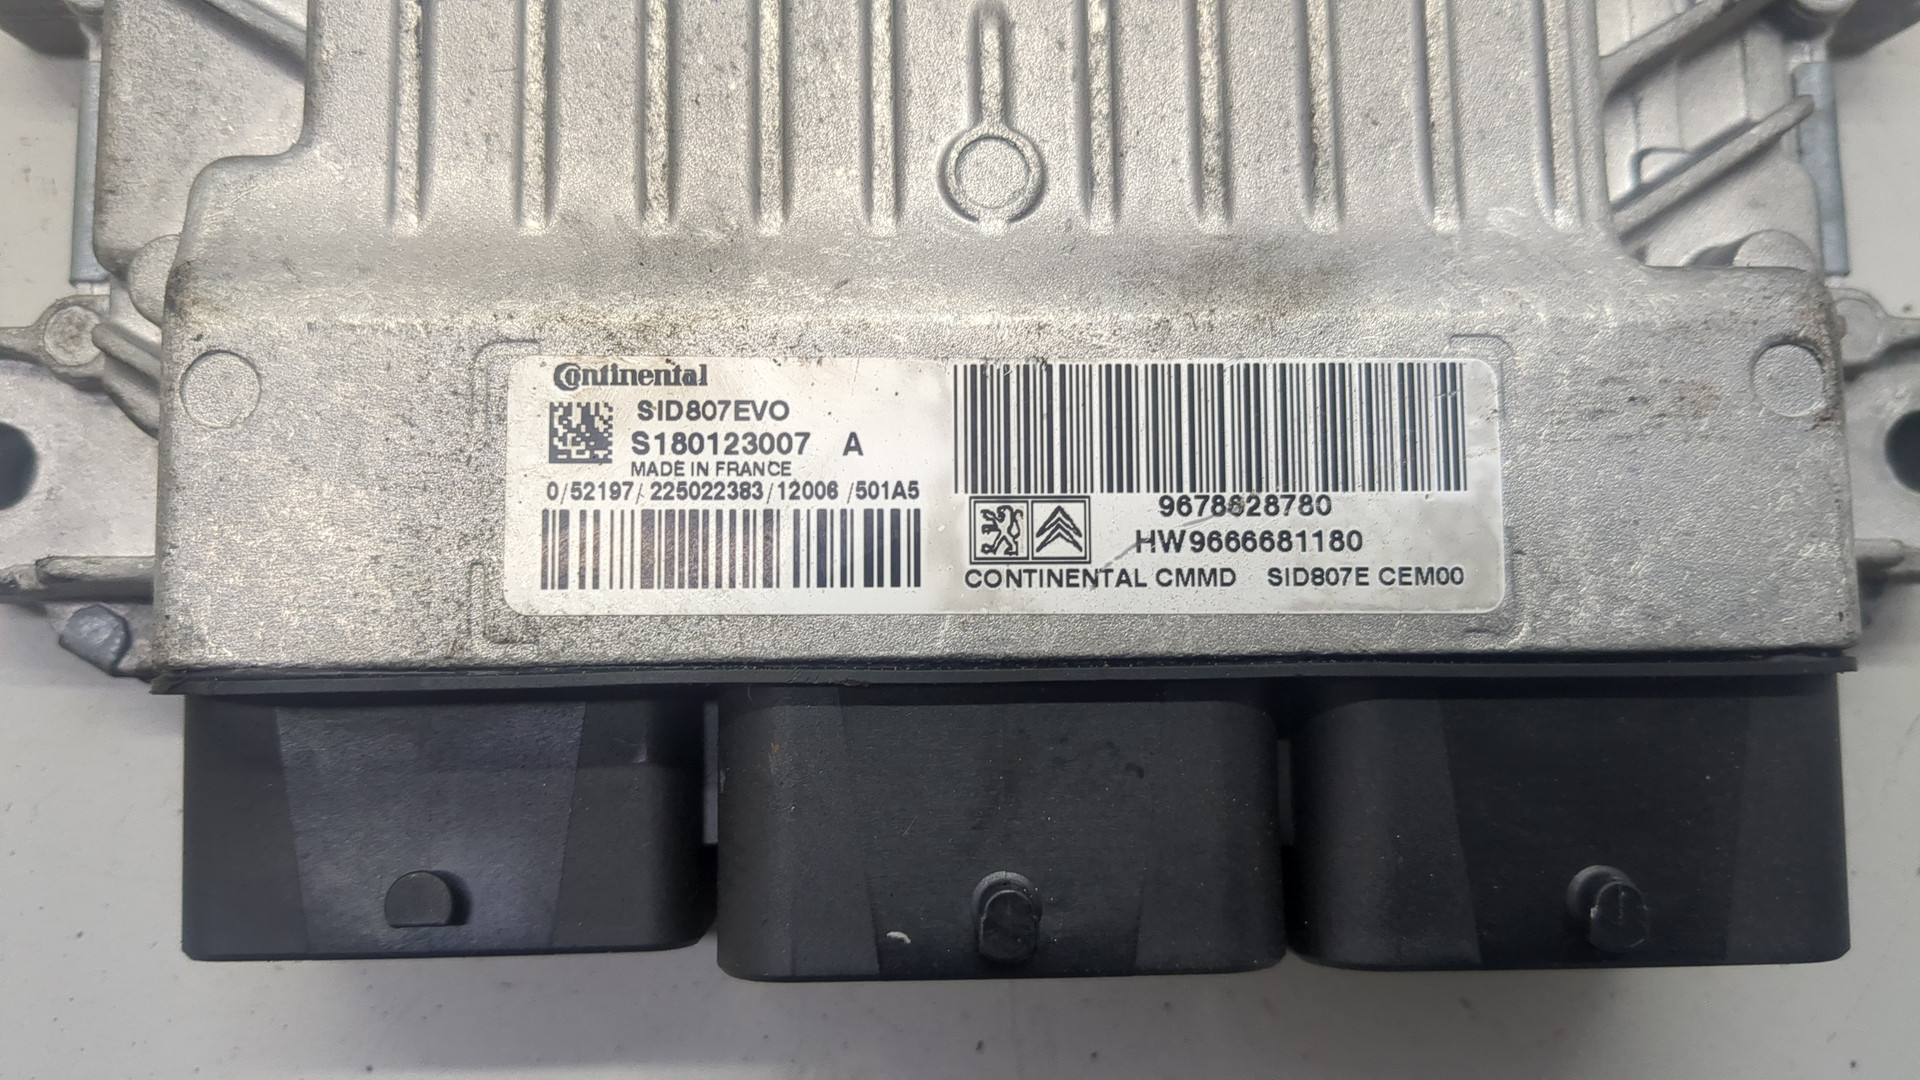 Continental
SID807EVO
S180123007 A
MADE IN FRANCE
0/52197/225022383/12006/501A5
9678628780
HW9666681180
CONTINENTAL CMMD SID807E CEM00